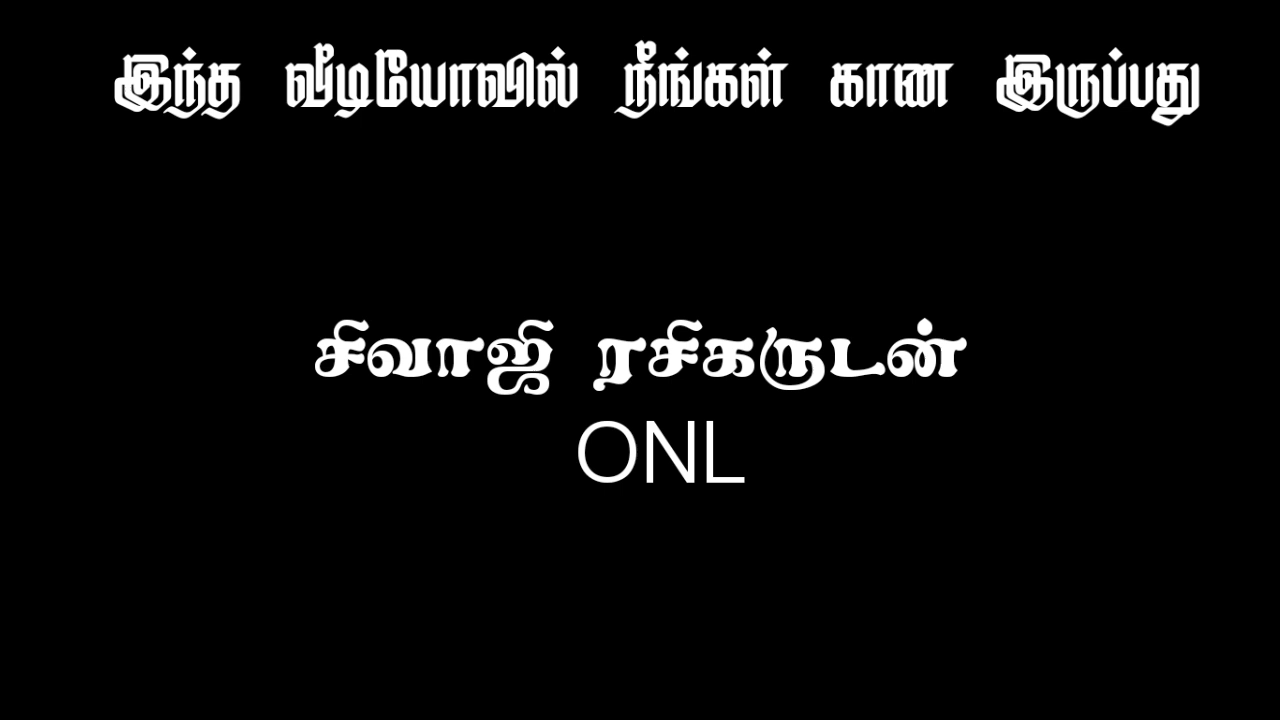 இந்த வீடியோவில் நீங்கள் காண இருப்பது
சிவாஜி ரசிகருடன்
ONL